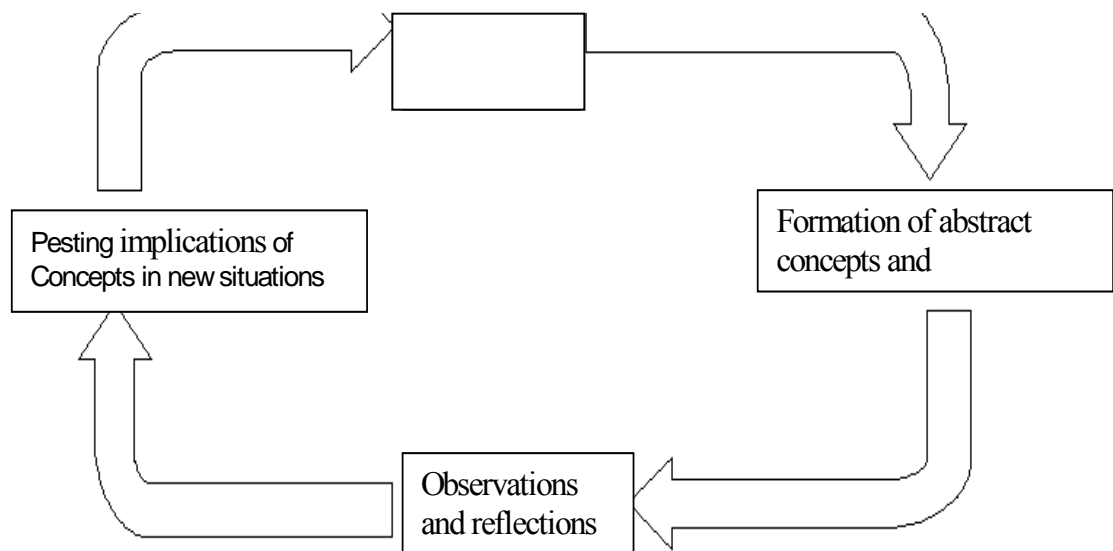 Pesting implications of
Concepts in new situations
Formation of abstract
concepts and
Observations
and reflections